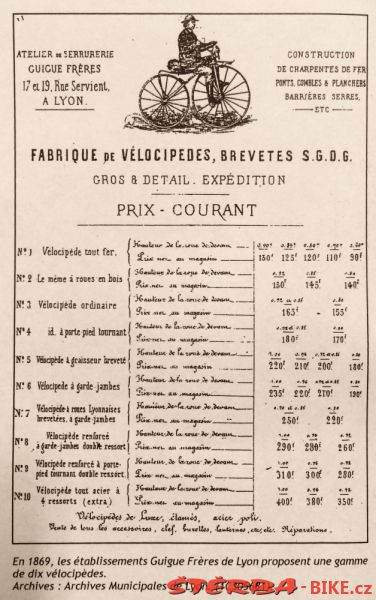 ATELIER DE SERRURERIE
GUIGUE FRÈRES
17 et 19, Rue Servient,
A LYON.
CONSTRUCTION
DE CHARPENTES DE FER
PONTS, COMBLES & PLANCHERS
BARRIÈRES SERRES,
ETC
FABRIQUE DE VÉLOCIPEDES, BREVETES S.G.D.G.
GROS & DETAIL. EXPÉDITION
PRIX - COURANT
Nº 1 Vélocipède tout fer. Hauteur de la roue de devant
Prix net au magasin 130f 125f 120f 110f 90f
Nº 2 Le même à roues en bois Hauteur de la roue de devant
Prix net au magasin 150f 145f 140f
Nº 3 Vélocipède ordinaire Hauteur de la roue de devant
Prix net au magasin 165f - 155f
Nº 4 id. à porte-pied tournant Hauteur de la roue de devant
Prix net au magasin 180f 170f
Nº 5 Vélocipède à graisseur breveté Hauteur de la roue de devant
Prix net au magasin 220f 210f 200f 180f
Nº 6 Vélocipède à garde-jambes Hauteur de la roue de devant
Prix net au magasin 235f 220f 210f 190f
Nº 7 Vélocipède à roues Lyonnaises brevetées, à garde-jambes Hauteur de la roue de devant
Prix net au magasin 250f 220f
Nº 8 Vélocipède renforcé à garde-jambes double ressort Hauteur de la roue de devant
Prix net au magasin 290f 280f 260f
Nº 9 Vélocipède renforcé à porte-pied tournant double ressort Hauteur de la roue de devant
Prix net au magasin 310f 300f 280f
Nº 10 Vélocipède tout acier à 4 ressorts (extra) Hauteur de la roue de devant
Prix net au magasin 400f 380f 350f
Vélocipèdes de Luxe, étamés, acier poli.
Vente de tous les accessoires, clef, burettes, lanternes, etc, etc. Réparations.
En 1869, les établissements Guigue Frères de Lyon proposent une gamme
de dix vélocipèdes.
Archives : Archives Municipales de Lyon
SVERBA-BIKE.cz